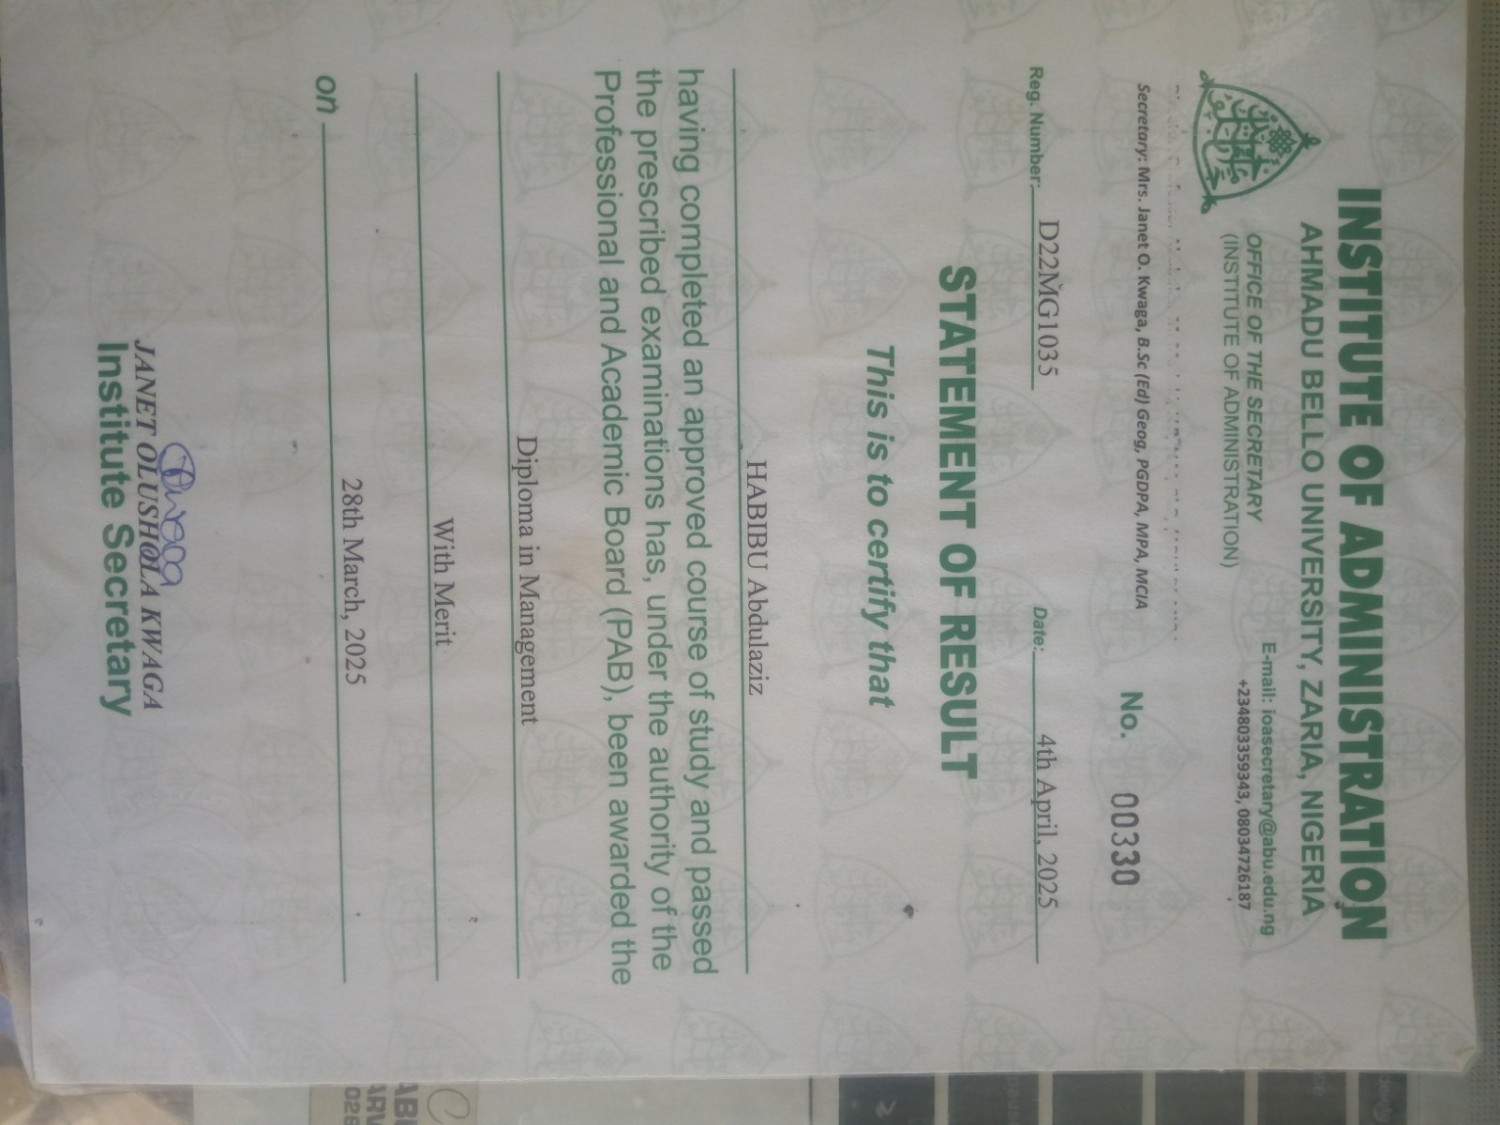 INSTITUTE OF ADMINISTRATION
AHMADU BELLO UNIVERSITY, ZARIA, NIGERIA
OFFICE OF THE SECRETARY
(INSTITUTE OF ADMINISTRATION)
E-mail: ioasecretary@abu.edu.ng
+2348033359343, 08034726187
Secretary: Mrs. Janet O. Kwaga, B.Sc (Ed) Geog, PGDPA, MPA, MCIA
No. 00330
Reg. Number: D22MG1035
Date: 4th April, 2025
STATEMENT OF RESULT
This is to certify that
HABIBU Abdulaziz
having completed an approved course of study and passed
the prescribed examinations has, under the authority of the
Professional and Academic Board (PAB), been awarded the
Diploma in Management
With Merit
on 28th March, 2025
JANET OLUSHOLA KWAGA
Institute Secretary